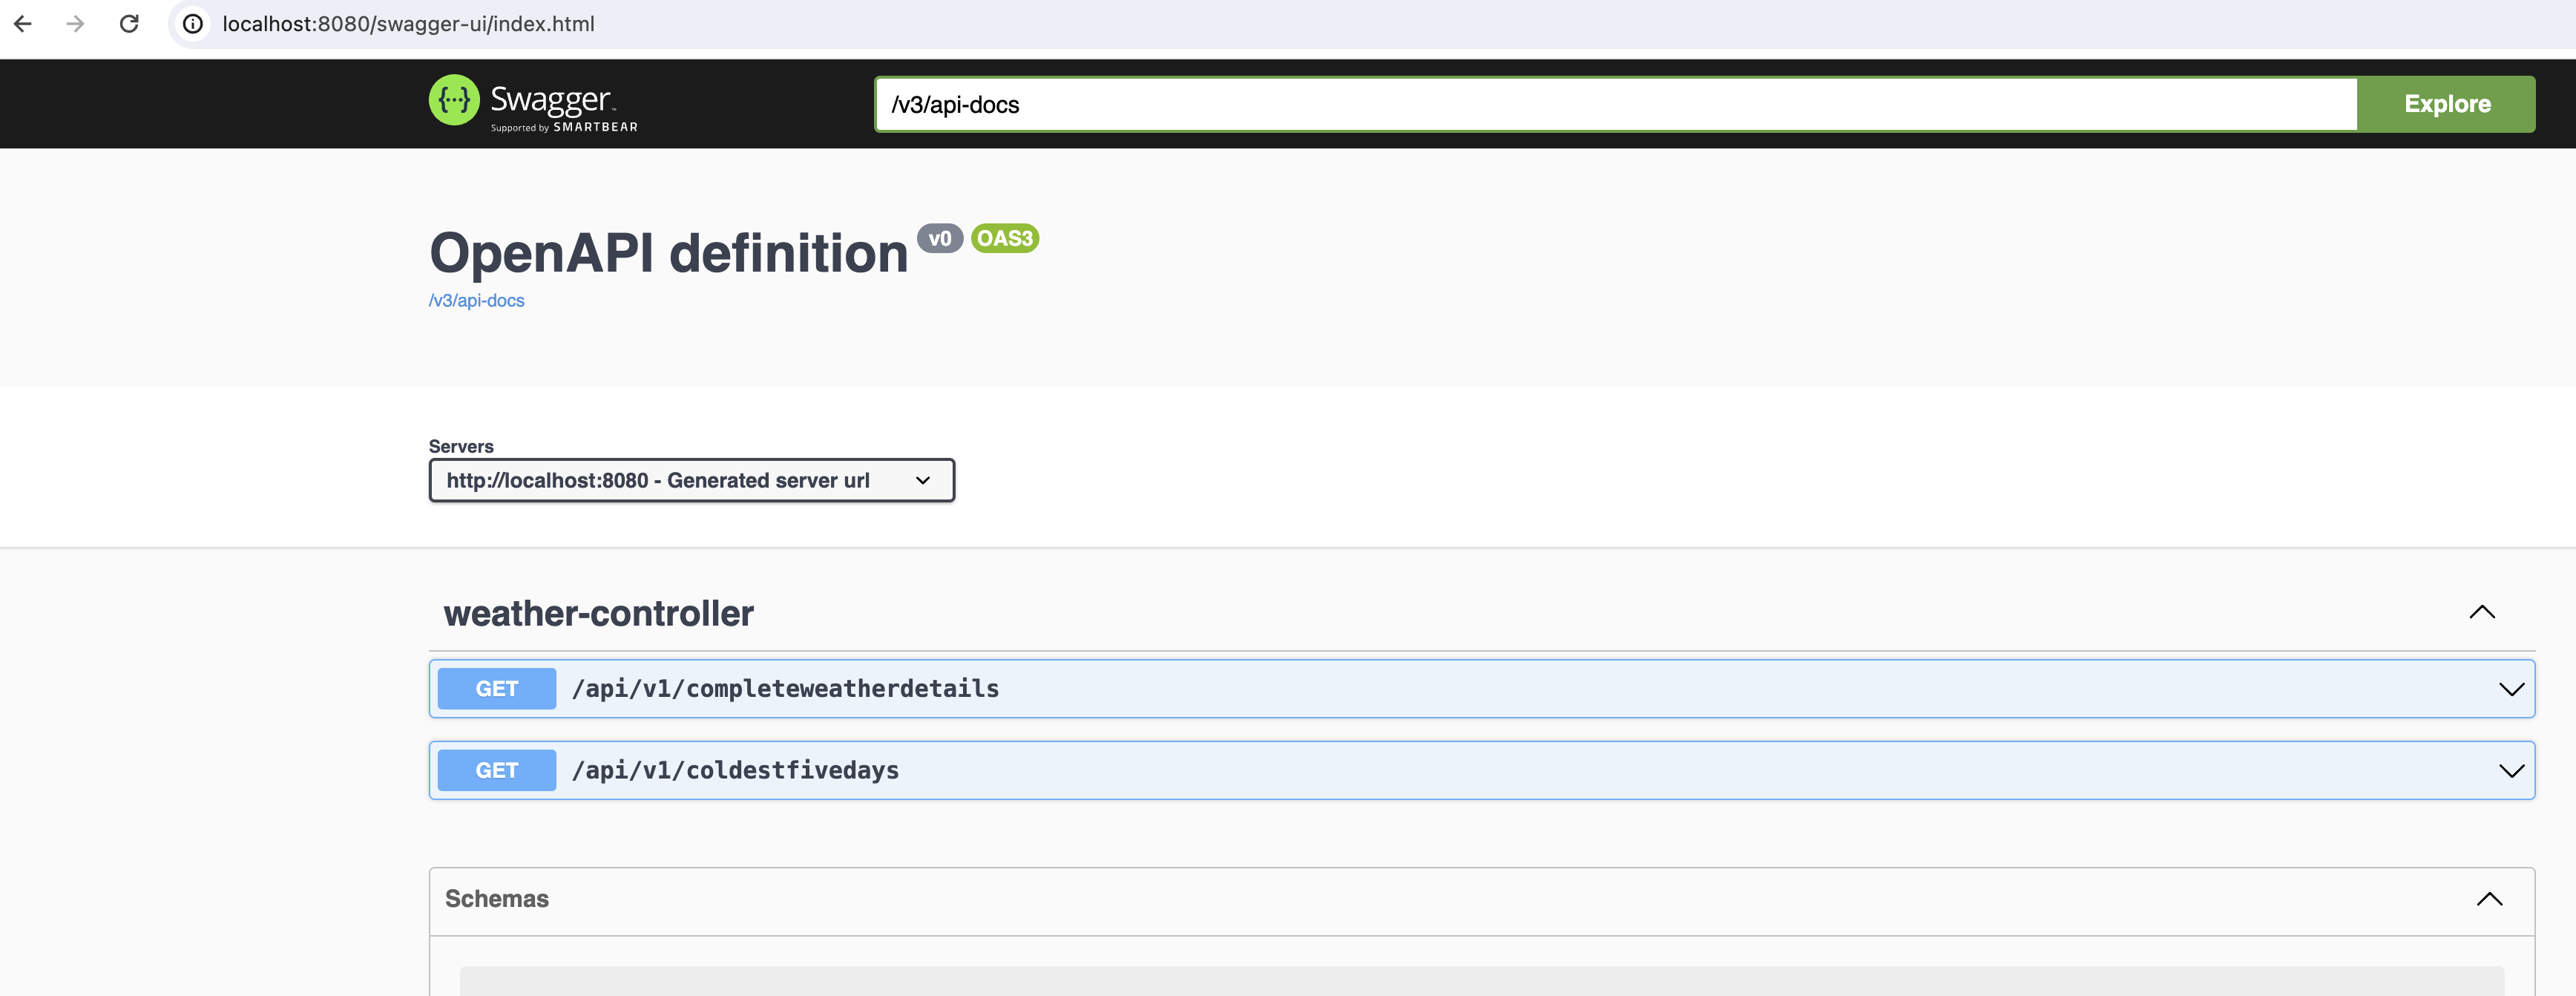 localhost:8080/swagger-ui/index.html
{...} Swagger™
Supported by SMARTBEAR
/v3/api-docs
Explore
OpenAPI definition v0 OAS3
/v3/api-docs
Servers
http://localhost:8080 - Generated server url
weather-controller
GET /api/v1/completeweatherdetails
GET /api/v1/coldestfivedays
Schemas